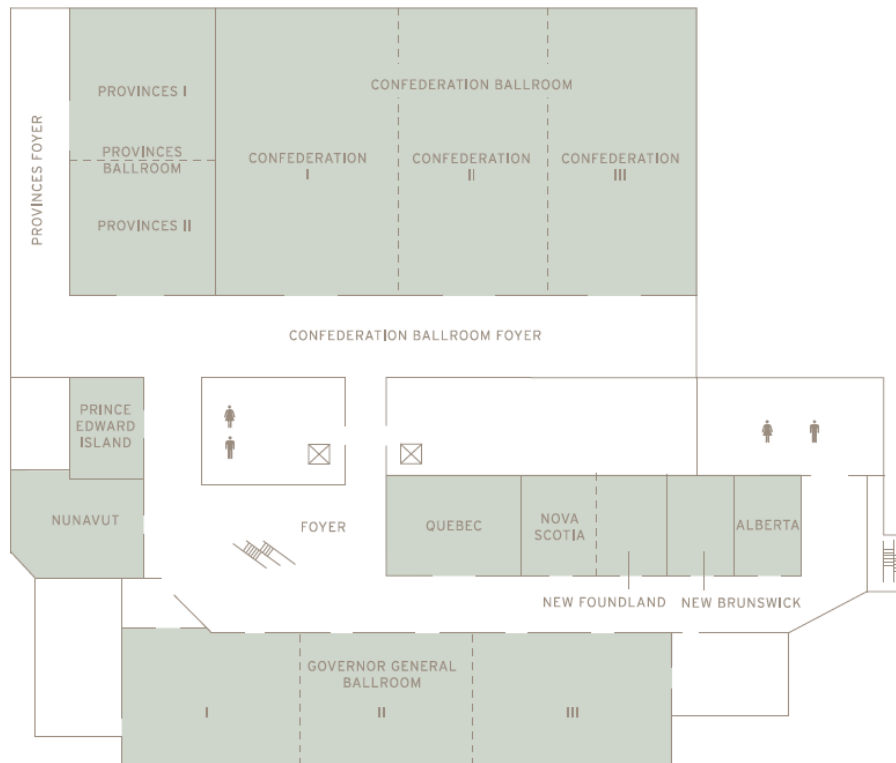 PROVINCES FOYER
PROVINCES I
PROVINCES
BALLROOM
PROVINCES II
CONFEDERATION BALLROOM
CONFEDERATION
I
CONFEDERATION
II
CONFEDERATION
III
CONFEDERATION BALLROOM FOYER
PRINCE
EDWARD
ISLAND
NUNAVUT
FOYER
QUEBEC
NOVA
SCOTIA
ALBERTA
NEW FOUNDLAND
NEW BRUNSWICK
GOVERNOR GENERAL
BALLROOM
I
II
III